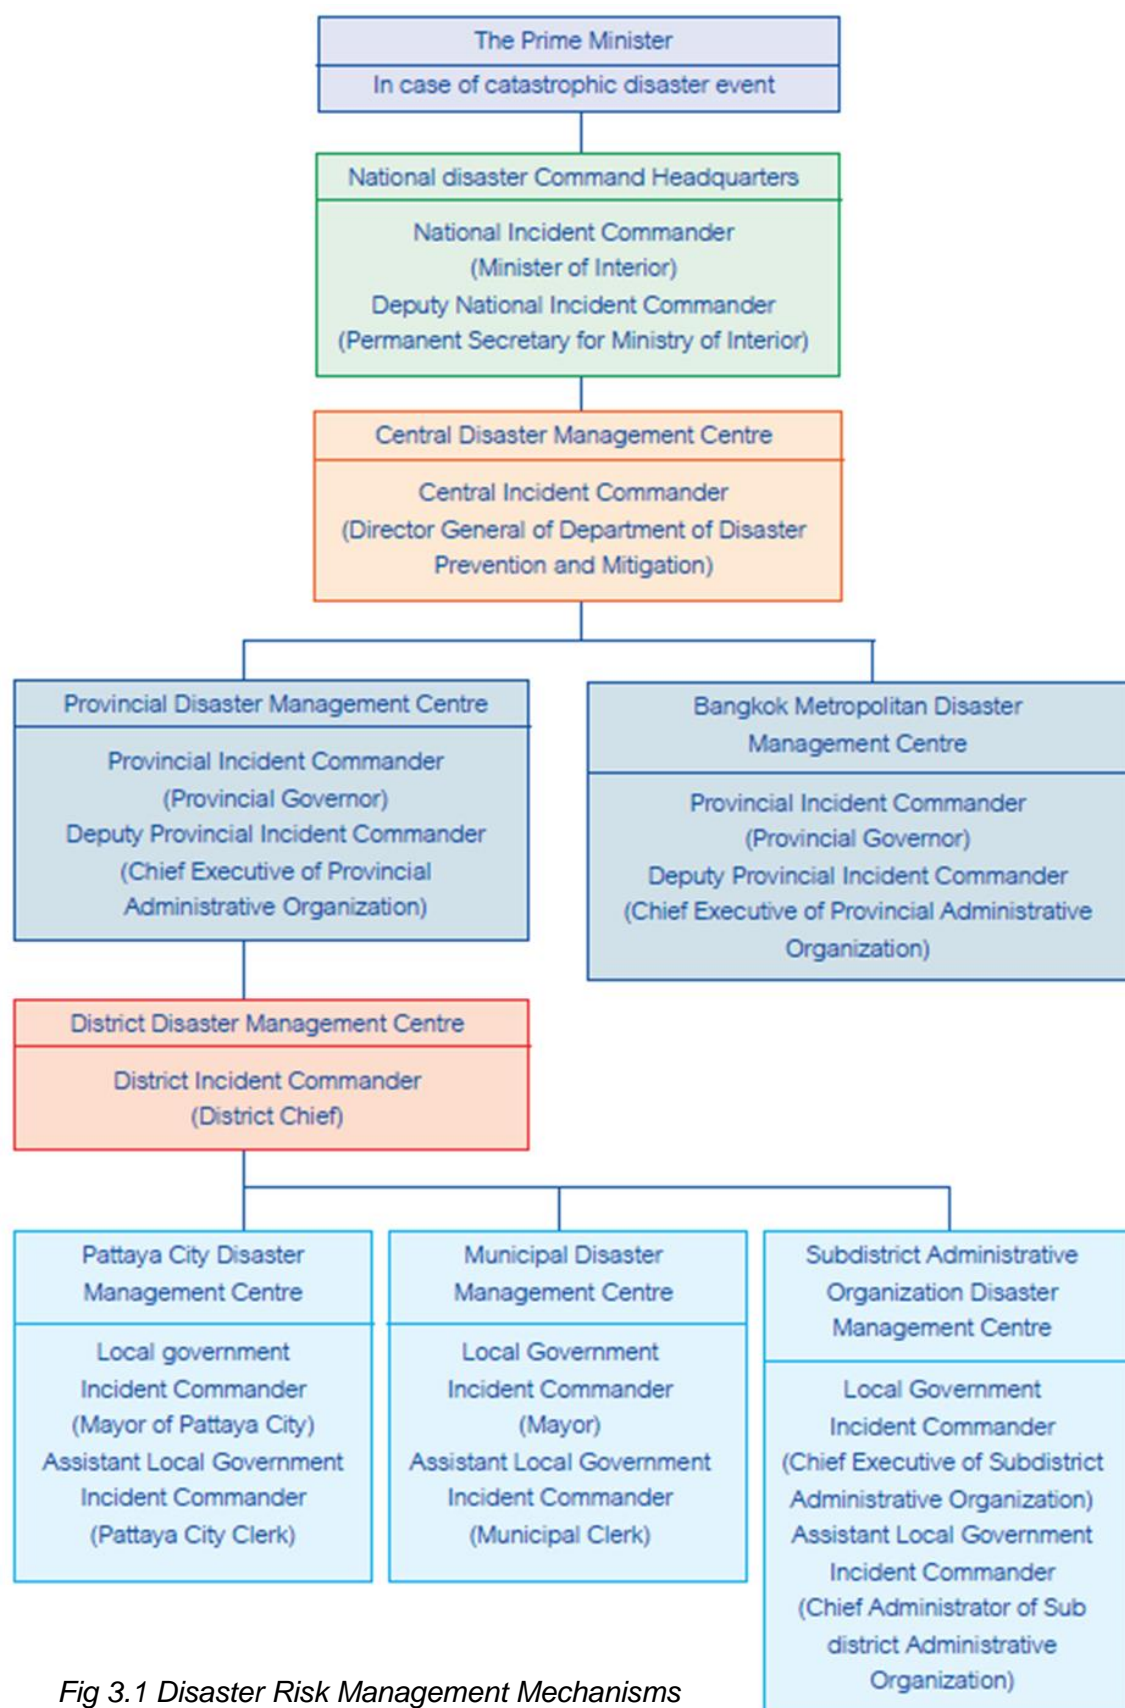 The Prime Minister
In case of catastrophic disaster event
National disaster Command Headquarters
National Incident Commander
(Minister of Interior)
Deputy National Incident Commander
(Permanent Secretary for Ministry of Interior)
Central Disaster Management Centre
Central Incident Commander
(Director General of Department of Disaster
Prevention and Mitigation)
Provincial Disaster Management Centre
Provincial Incident Commander
(Provincial Governor)
Deputy Provincial Incident Commander
(Chief Executive of Provincial
Administrative Organization)
Bangkok Metropolitan Disaster
Management Centre
Provincial Incident Commander
(Provincial Governor)
Deputy Provincial Incident Commander
(Chief Executive of Provincial Administrative
Organization)
District Disaster Management Centre
District Incident Commander
(District Chief)
Pattaya City Disaster
Management Centre
Local government
Incident Commander
(Mayor of Pattaya City)
Assistant Local Government
Incident Commander
(Pattaya City Clerk)
Municipal Disaster
Management Centre
Local Government
Incident Commander
(Mayor)
Assistant Local Government
Incident Commander
(Municipal Clerk)
Subdistrict Administrative
Organization Disaster
Management Centre
Local Government
Incident Commander
(Chief Executive of Subdistrict
Administrative Organization)
Assistant Local Government
Incident Commander
(Chief Administrator of Sub
district Administrative
Organization)
Fig 3.1 Disaster Risk Management Mechanisms